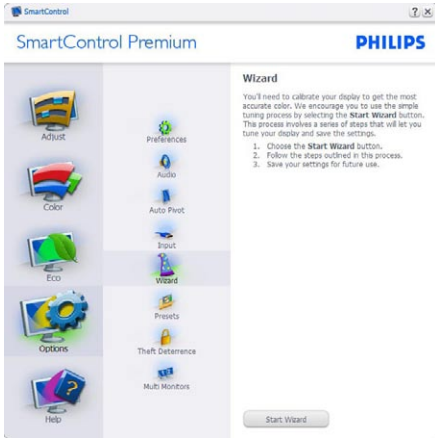 SmartControl
? ×
SmartControl Premium
PHILIPS
Adjust
Color
Eco
Options
Help
Preferences
Audio
Auto Pivot
Input
Wizard
Presets
Theft Deterrence
Multi Monitors
Wizard
You'll need to calibrate your display to get the most
accurate color. We encourage you to use the simple
tuning process by selecting the Start Wizard button.
This process involves a series of steps that will let you
tune your display and save the settings.
1. Choose the Start Wizard button.
2. Follow the steps outlined in this process.
3. Save your settings for future use.
Start Wizard